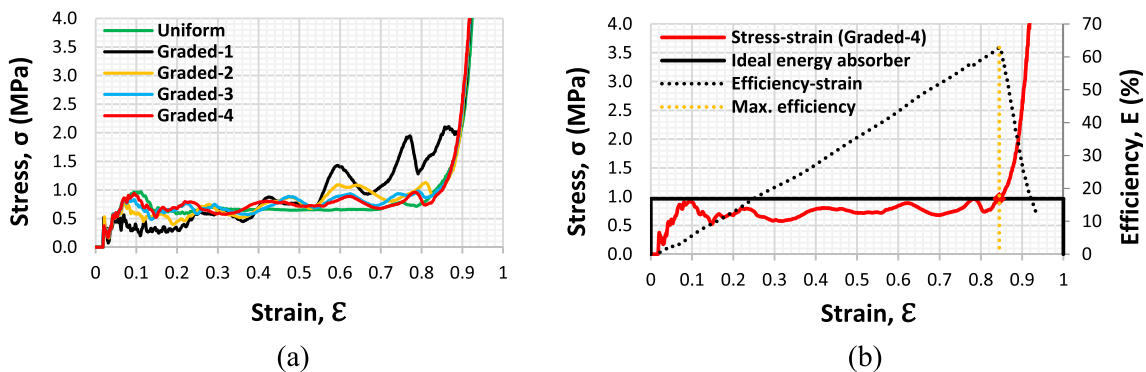 4.0
3.5
3.0
2.5
2.0
1.5
1.0
0.5
0.0
Stress, σ (MPa)
Uniform
Graded-1
Graded-2
Graded-3
Graded-4
0 0.1 0.2 0.3 0.4 0.5 0.6 0.7 0.8 0.9 1
Strain, Ɛ
(a)
4.0
3.5
3.0
2.5
2.0
1.5
1.0
0.5
0.0
Stress, σ (MPa)
Stress-strain (Graded-4)
Ideal energy absorber
Efficiency-strain
Max. efficiency
70
60
50
40
30
20
10
0
Efficiency, E (%)
0 0.1 0.2 0.3 0.4 0.5 0.6 0.7 0.8 0.9 1
Strain, Ɛ
(b)